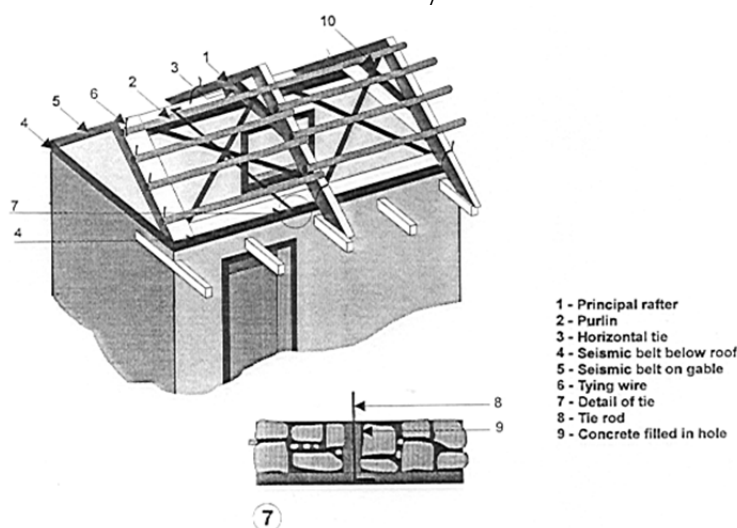 10
1
3
2
6
5
4
7
4
1 - Principal rafter
2 - Purlin
3 - Horizontal tie
4 - Seismic belt below roof
5 - Seismic belt on gable
6 - Tying wire
7 - Detail of tie
8 - Tie rod
9 - Concrete filled in hole
8
9
7